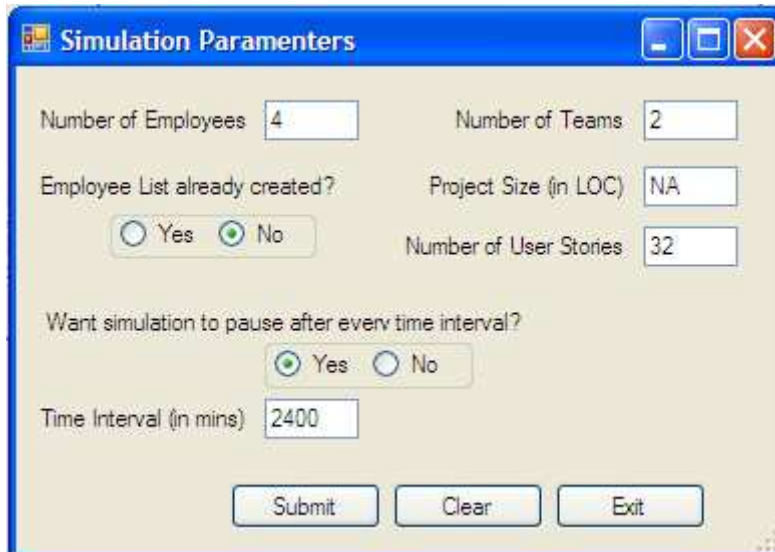 Simulation Paramenters
Number of Employees 4
Number of Teams 2
Employee List already created?
Yes No
Project Size (in LOC) NA
Number of User Stories 32
Want simulation to pause after every time interval?
Yes No
Time Interval (in mins) 2400
Submit Clear Exit